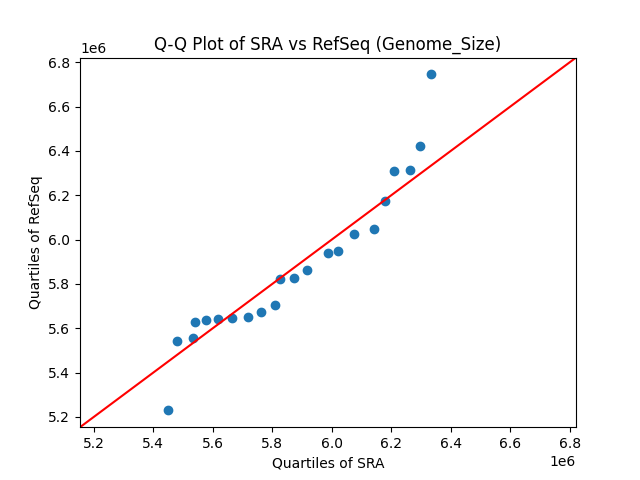 Q-Q Plot of SRA vs RefSeq (Genome_Size)
1e6
6.8
6.6
6.4
6.2
6.0
5.8
5.6
5.4
5.2
Quartiles of RefSeq
5.2 5.4 5.6 5.8 6.0 6.2 6.4 6.6 6.8
Quartiles of SRA
1e6